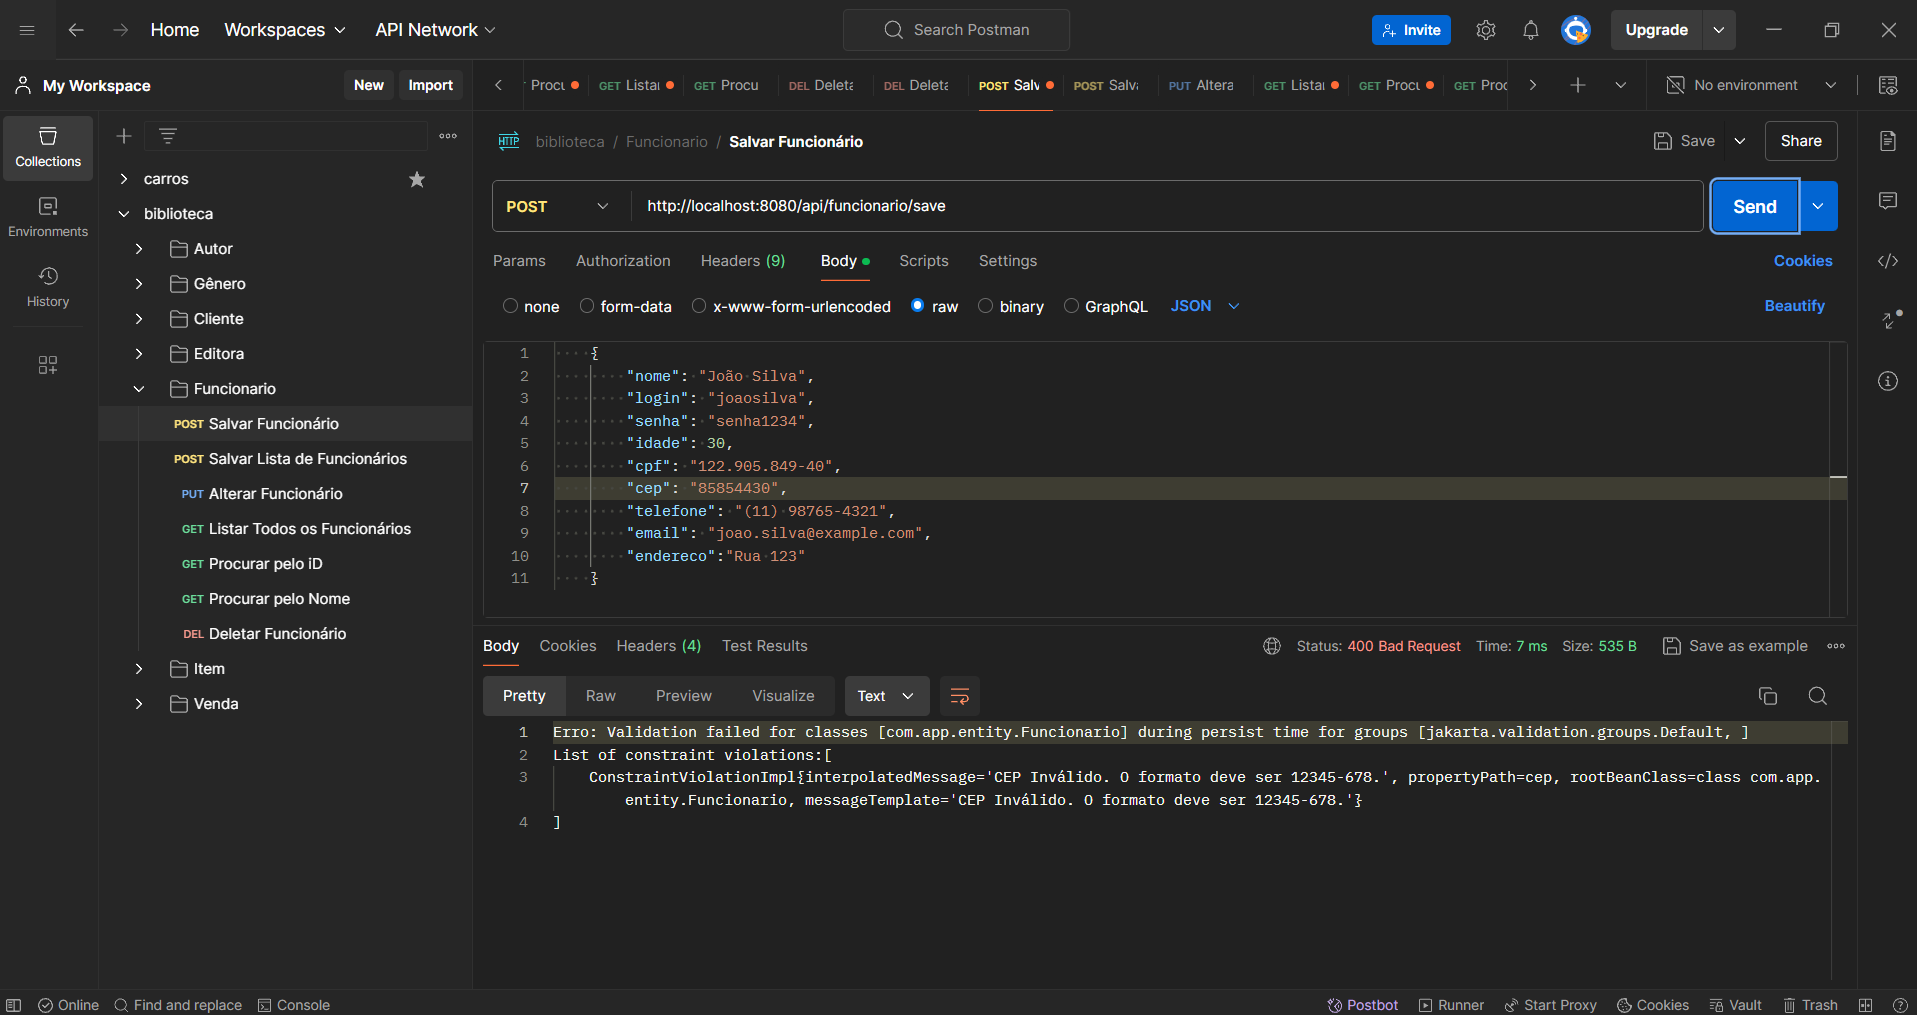 Home Workspaces API Network Search Postman Invite Upgrade
My Workspace New Import
Procu GET Listar GET Procu DEL Deleta DEL Deleta POST Salv POST Salva PUT Altera GET Listar GET Procu GET Proc No environment
Collections
Environments
History
carros
biblioteca
Autor
Gênero
Cliente
Editora
Funcionario
POST Salvar Funcionário
POST Salvar Lista de Funcionários
PUT Alterar Funcionário
GET Listar Todos os Funcionários
GET Procurar pelo iD
GET Procurar pelo Nome
DEL Deletar Funcionário
Item
Venda
HTTP biblioteca / Funcionario / Salvar Funcionário Save Share
POST http://localhost:8080/api/funcionario/save Send
Params Authorization Headers (9) Body Scripts Settings Cookies
none form-data x-www-form-urlencoded raw binary GraphQL JSON Beautify
1 {
2 "nome": "João Silva",
3 "login": "joaosilva",
4 "senha": "senha1234",
5 "idade": 30,
6 "cpf": "122.905.849-40",
7 "cep": "85854430",
8 "telefone": "(11) 98765-4321",
9 "email": "joao.silva@example.com",
10 "endereco":"Rua 123"
11 }
Body Cookies Headers (4) Test Results Status: 400 Bad Request Time: 7 ms Size: 535 B Save as example
Pretty Raw Preview Visualize Text
1 Erro: Validation failed for classes [com.app.entity.Funcionario] during persist time for groups [jakarta.validation.groups.Default, ]
2 List of constraint violations:[
3 ConstraintViolationImpl{interpolatedMessage='CEP Inválido. O formato deve ser 12345-678.', propertyPath=cep, rootBeanClass=class com.app.
entity.Funcionario, messageTemplate='CEP Inválido. O formato deve ser 12345-678.'}
4 ]
Online Find and replace Console Postbot Runner Start Proxy Cookies Vault Trash